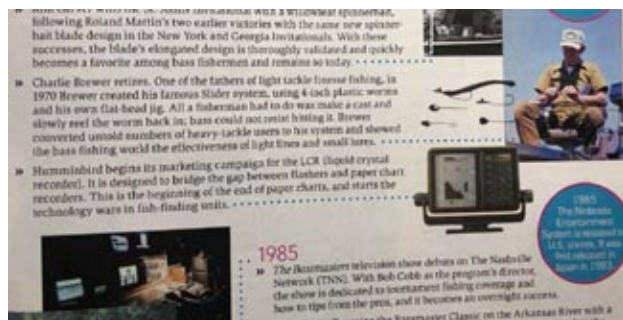 following Roland Martin's two earlier victories with the same new spinner-
bait blade design in the New York and Georgia Invitationals. With these
successes, the blade's elongated design is thoroughly validated and quickly
becomes a favorite among bass fishermen and remains so today.
» Charlie Brewer retires. One of the fathers of light tackle finesse fishing, in
1970 Brewer created his famous Slider system, using 4-inch plastic worms
and his own flat-head jig. All a fisherman had to do was make a cast and
slowly reel the worm back in; bass could not resist hitting it. Brewer
converted untold numbers of heavy-tackle users to his system and showed
the bass fishing world the effectiveness of light lines and small lures.
» Humminbird begins its marketing campaign for the LCR (liquid crystal
recorder). It is designed to bridge the gap between flashers and paper chart
recorders. This is the beginning of the end of paper charts, and starts the
technology wars in fish-finding units.
1985
The Nintendo
Entertainment
System is released in
U.S. stores. It was
first released in
Japan in 1983.
1985
» The Bassmasters television show debuts on The Nashville
Network (TNN). With Bob Cobb as the program's director,
the show is dedicated to tournament fishing coverage and
how-to tips from the pros, and it becomes an overnight success.
the Bassmaster Classic on the Arkansas River with a